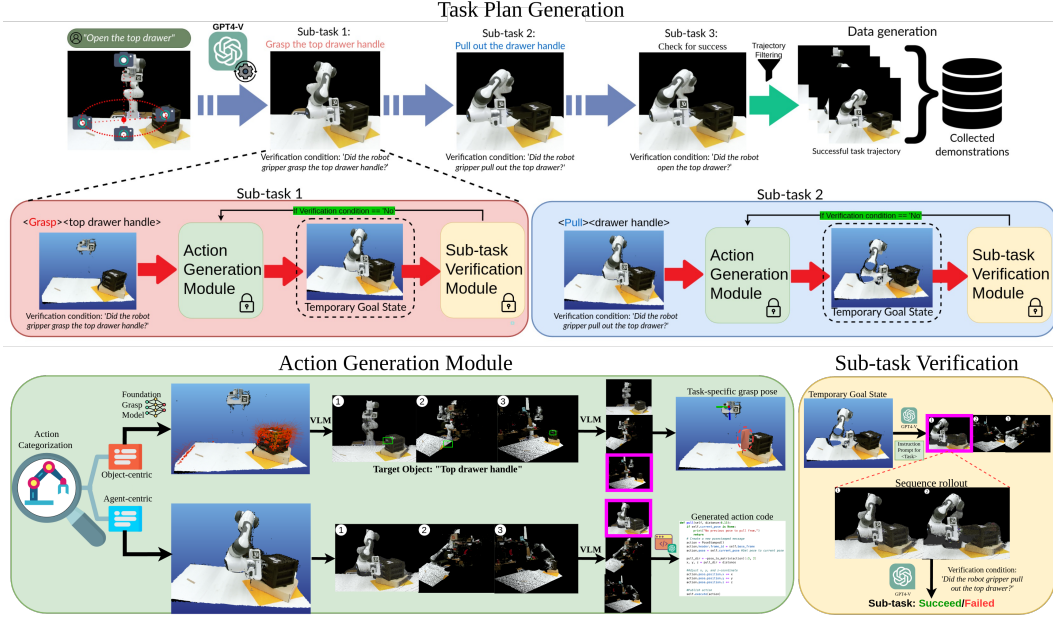 Task Plan Generation
"Open the top drawer"
GPT4-V
Sub-task 1:
Grasp the top drawer handle
Sub-task 2:
Pull out the drawer handle
Sub-task 3:
Check for success
Trajectory
Filtering
Data generation
Verification condition: 'Did the robot
gripper grasp the top drawer handle?'
Verification condition: 'Did the robot
gripper pull out the top drawer?'
Verification condition: 'Did the robot
open the top drawer?'
Successful task trajectory
Collected
demonstrations
Sub-task 1
If Verification condition == 'No'
<Grasp><top drawer handle>
Action
Generation
Module
Temporary Goal State
Sub-task
Verification
Module
Verification condition: 'Did the robot
gripper grasp the top drawer handle?'
Sub-task 2
If Verification condition == 'No'
<Pull><drawer handle>
Action
Generation
Module
Temporary Goal State
Sub-task
Verification
Module
Verification condition: 'Did the robot
gripper pull out the top drawer?'
Action Generation Module
Foundation
Grasp
Model
Action
Categorization
Object-centric
Agent-centric
VLM
1
2
3
Target Object: "Top drawer handle"
VLM
Task-specific grasp pose
VLM
1
2
3
VLM
Generated action code
Sub-task Verification
Temporary Goal State
GPT4-V
Instruction
Prompt for
<Task>
Sequence rollout
1
2
GPT4-V
Verification condition:
'Did the robot gripper pull
out the top drawer?'
Sub-task: Succeed/Failed